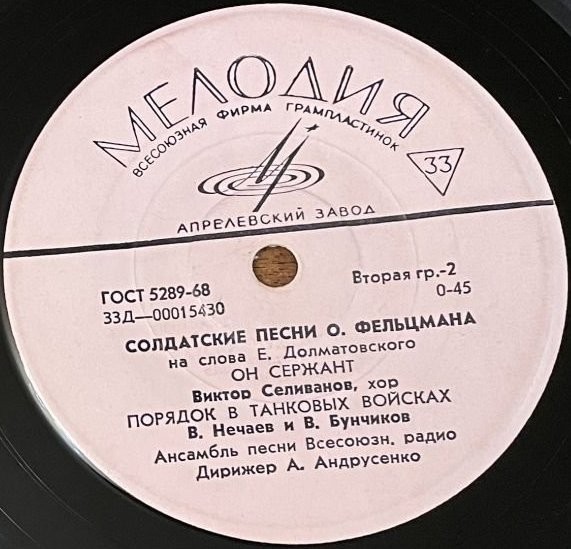 МЕЛОДИЯ
ВСЕСОЮЗНАЯ ФИРМА ГРАМПЛАСТИНОК
33
АПРЕЛЕВСКИЙ ЗАВОД
ГОСТ 5289-68
Вторая гр.-2
33Д—00015430
0-45
СОЛДАТСКИЕ ПЕСНИ О. ФЕЛЬЦМАНА
на слова Е. Долматовского
ОН СЕРЖАНТ
Виктор Селиванов, хор
ПОРЯДОК В ТАНКОВЫХ ВОЙСКАХ
В. Нечаев и В. Бунчиков
Ансамбль песни Всесоюзн. радио
Дирижер А. Андрусенко